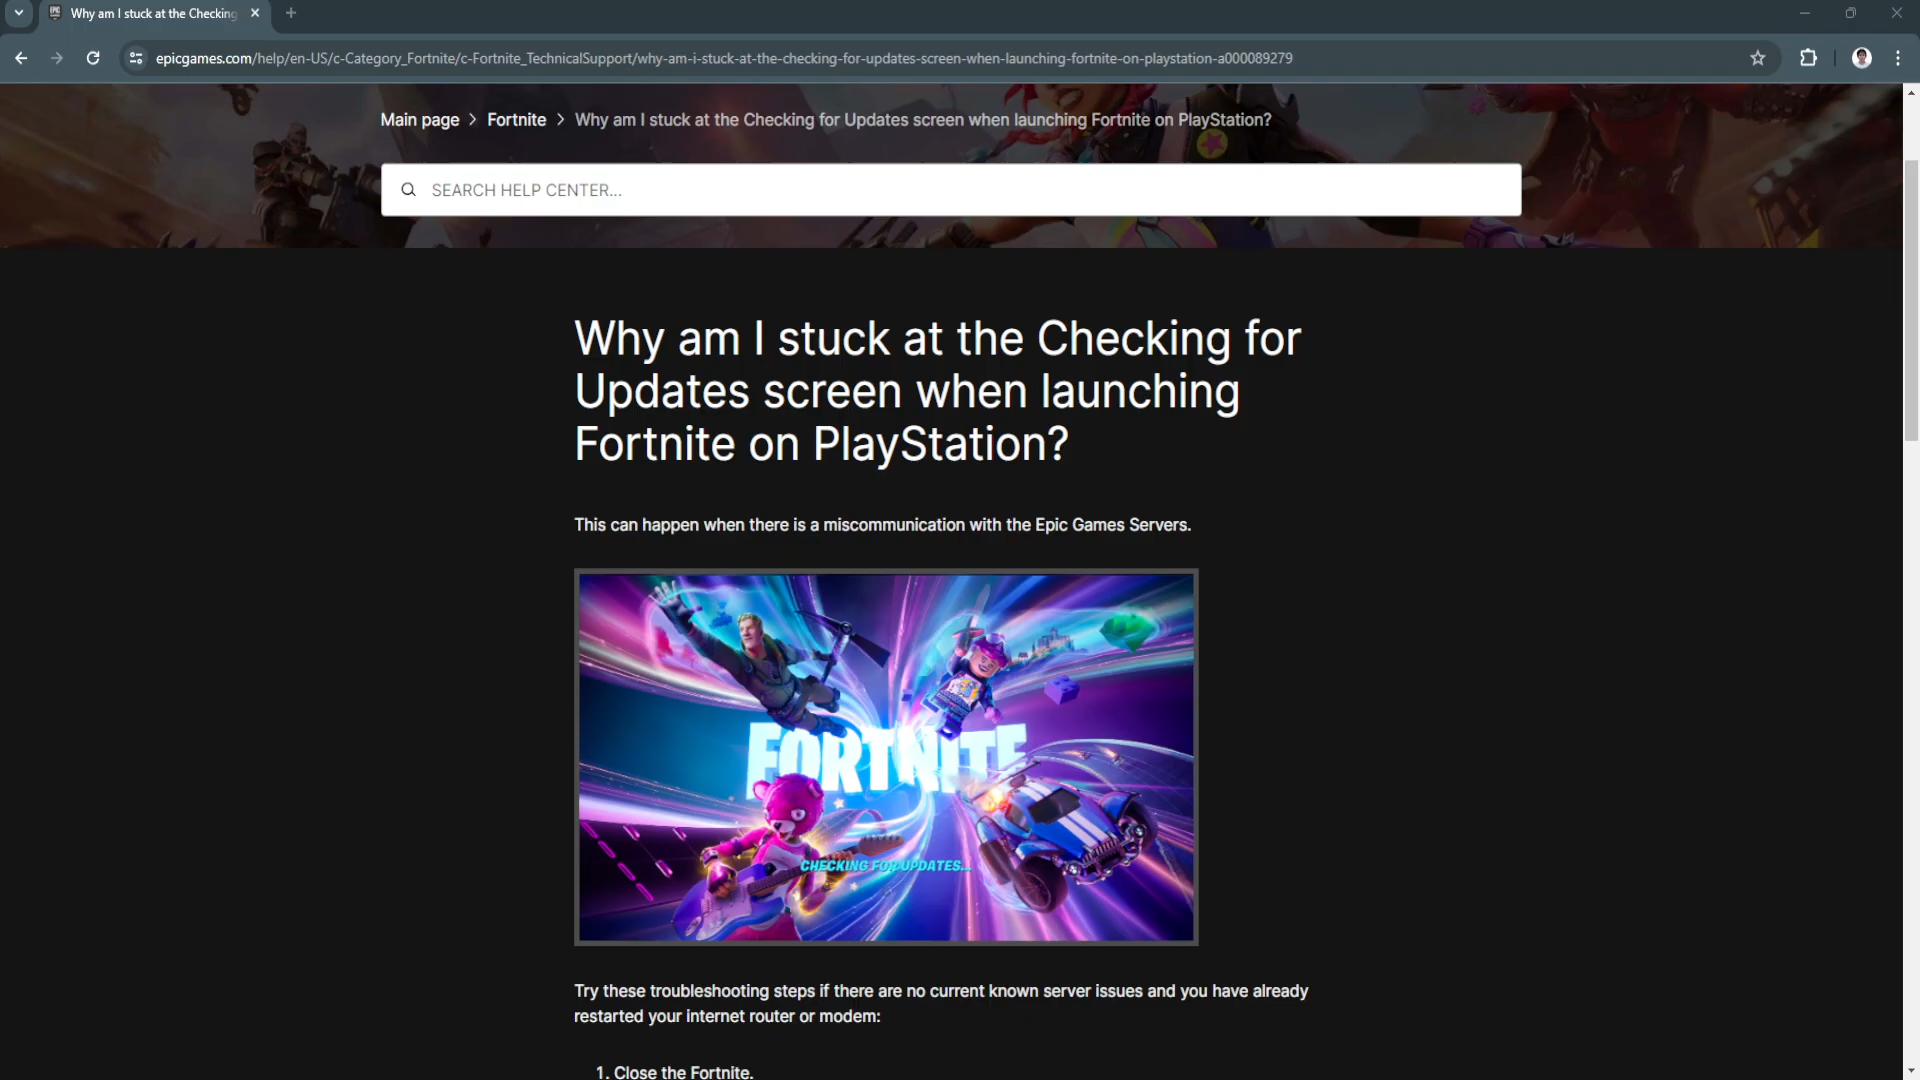 Why am I stuck at the Checking
epicgames.com/help/en-US/c-Category_Fortnite/c-Fortnite_TechnicalSupport/why-am-i-stuck-at-the-checking-for-updates-screen-when-launching-fortnite-on-playstation-a000089279
Main page > Fortnite > Why am I stuck at the Checking for Updates screen when launching Fortnite on PlayStation?
SEARCH HELP CENTER...
Why am I stuck at the Checking for
Updates screen when launching
Fortnite on PlayStation?
This can happen when there is a miscommunication with the Epic Games Servers.
FORTNITE
CHECKING FOR UPDATES...
Try these troubleshooting steps if there are no current known server issues and you have already
restarted your internet router or modem:
1. Close the Fortnite.